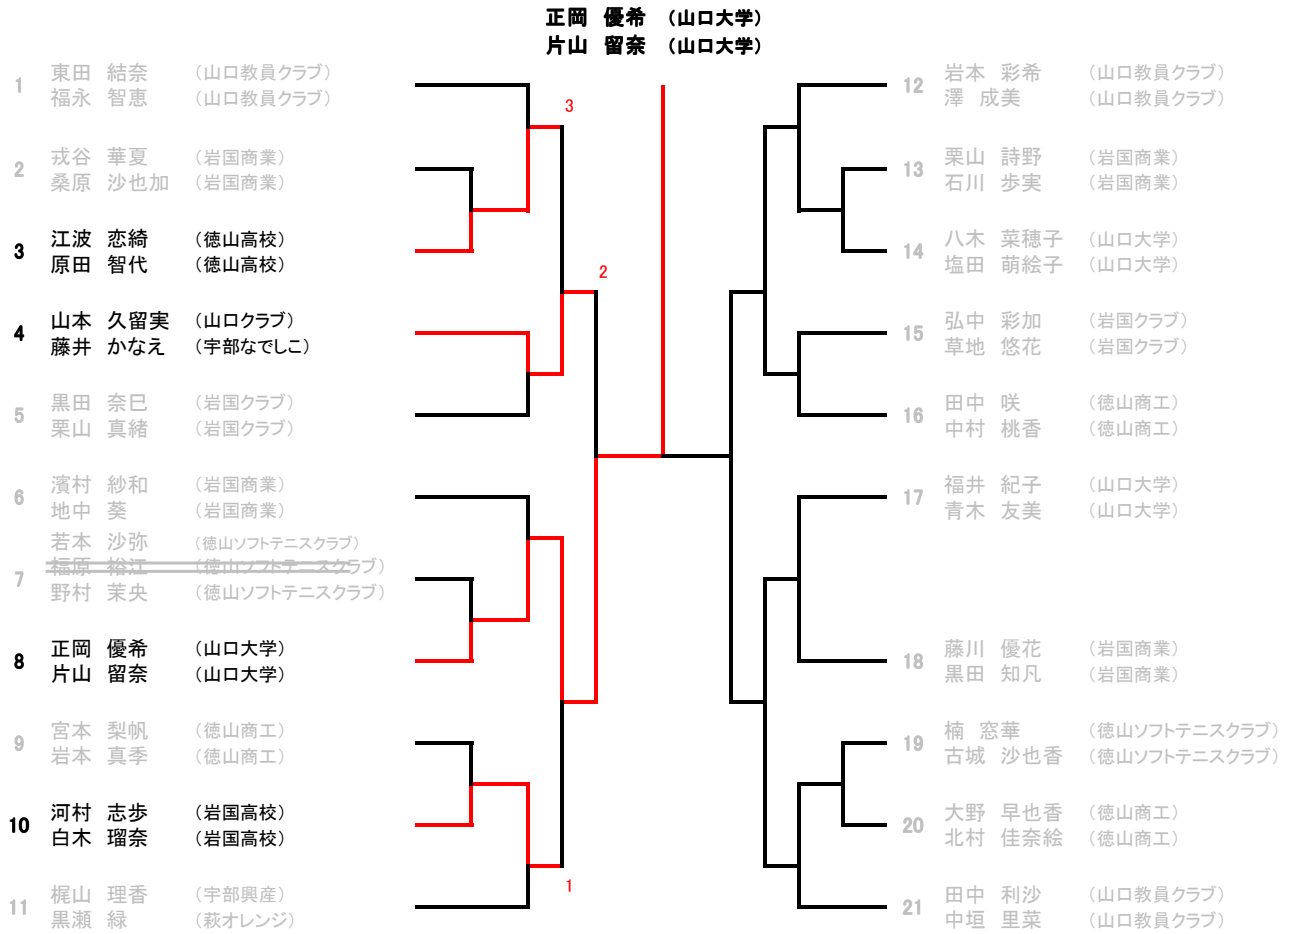 正岡 優希 (山口大学)
片山 留奈 (山口大学)
1 東田 結奈 (山口教員クラブ)
福永 智恵 (山口教員クラブ)
2 戎谷 華夏 (岩国商業)
桑原 沙也加 (岩国商業)
3 江波 恋綺 (徳山高校)
原田 智代 (徳山高校)
4 山本 久留実 (山口クラブ)
藤井 かなえ (宇部なでしこ)
5 黒田 奈巳 (岩国クラブ)
栗山 真緒 (岩国クラブ)
6 濱村 紗和 (岩国商業)
地中 葵 (岩国商業)
若本 沙弥 (徳山ソフトテニスクラブ)
福原 裕江 (徳山ソフトテニスクラブ)
7 野村 茉央 (徳山ソフトテニスクラブ)
8 正岡 優希 (山口大学)
片山 留奈 (山口大学)
9 宮本 梨帆 (徳山商工)
岩本 真季 (徳山商工)
10 河村 志歩 (岩国高校)
白木 瑠奈 (岩国高校)
11 梶山 理香 (宇部興産)
黒瀬 緑 (萩オレンジ)
3
2
1
12 岩本 彩希 (山口教員クラブ)
澤 成美 (山口教員クラブ)
13 栗山 詩野 (岩国商業)
石川 歩実 (岩国商業)
14 八木 菜穂子 (山口大学)
塩田 萌絵子 (山口大学)
15 弘中 彩加 (岩国クラブ)
草地 悠花 (岩国クラブ)
16 田中 咲 (徳山商工)
中村 桃香 (徳山商工)
17 福井 紀子 (山口大学)
青木 友美 (山口大学)
18 藤川 優花 (岩国商業)
黒田 知凡 (岩国商業)
19 楠 窓華 (徳山ソフトテニスクラブ)
古城 沙也香 (徳山ソフトテニスクラブ)
20 大野 早也香 (徳山商工)
北村 佳奈絵 (徳山商工)
21 田中 利沙 (山口教員クラブ)
中垣 里菜 (山口教員クラブ)